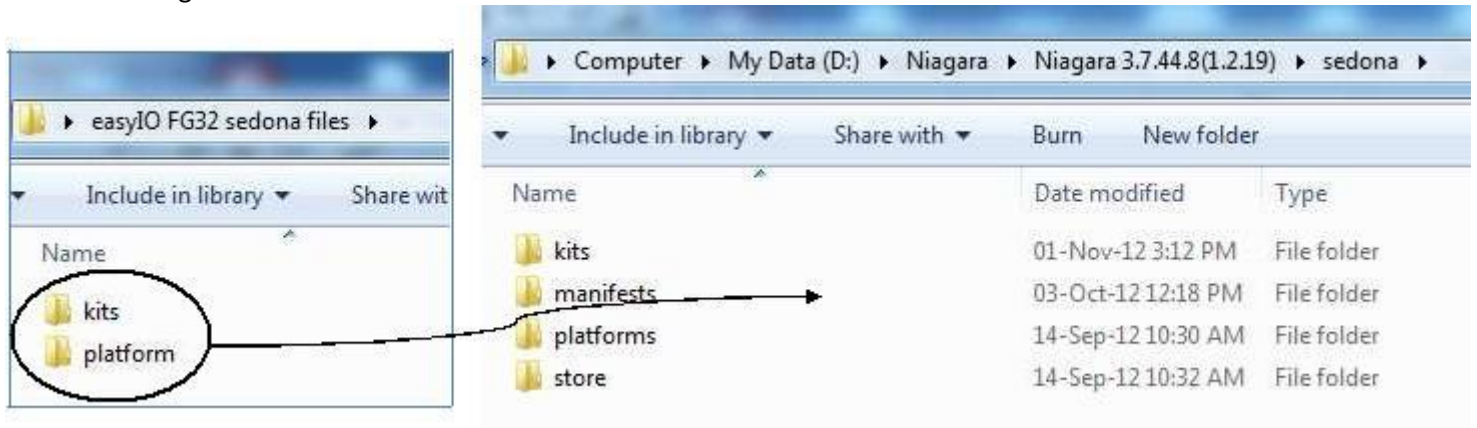 easyIO FG32 sedona files
Include in library Share wit
Name
kits
platform
Computer My Data (D:) Niagara Niagara 3.7.44.8(1.2.19) sedona
Include in library Share with Burn New folder
Name Date modified Type
kits 01-Nov-12 3:12 PM File folder
manifests 03-Oct-12 12:18 PM File folder
platforms 14-Sep-12 10:30 AM File folder
store 14-Sep-12 10:32 AM File folder